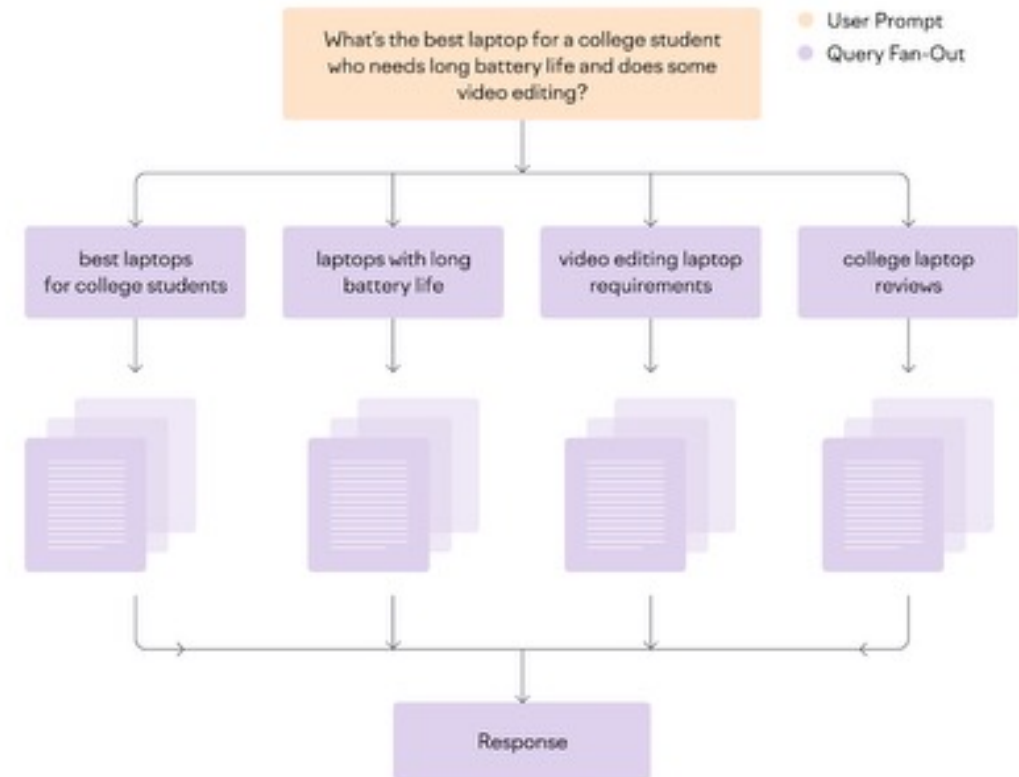 What's the best laptop for a college student
who needs long battery life and does some
video editing?
User Prompt
Query Fan-Out
best laptops
for college students
laptops with long
battery life
video editing laptop
requirements
college laptop
reviews
Response